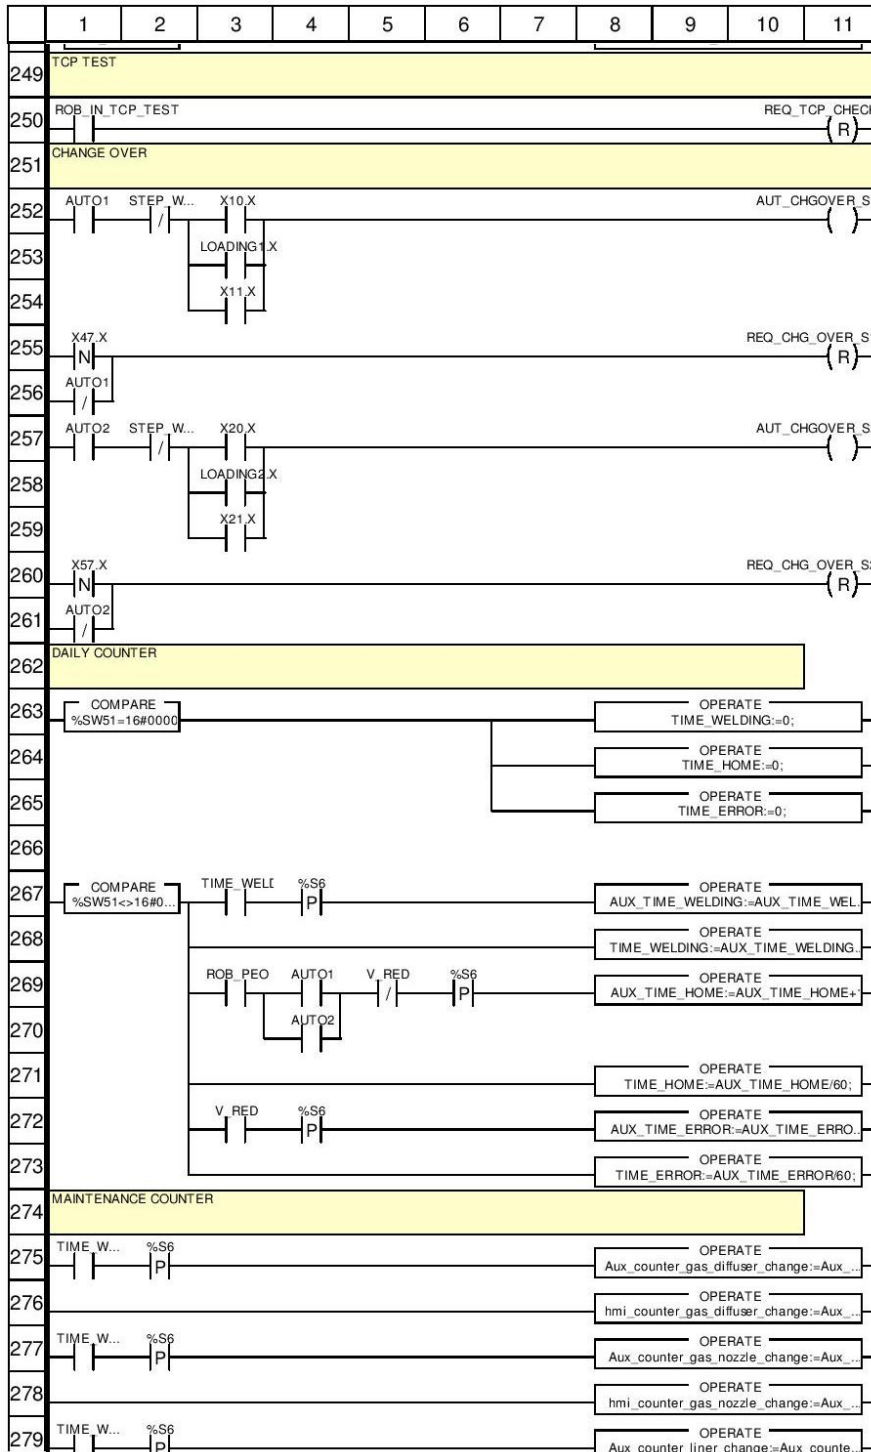 1 2 3 4 5 6 7 8 9 10 11
249 TCP TEST
ROB_IN_TCP_TEST REQ_TCP_CHEC
250 R
251 CHANGE OVER
AUTO1 STEP_W... X10.X AUT_CHGOVER_S
252 /
253 LOADING1.X
254 X11.X
X47.X REQ_CHG_OVER_S
255 N R
AUTO1
256 /
AUTO2 STEP_W... X20.X AUT_CHGOVER_S
257 /
258 LOADING2.X
259 X21.X
X57.X REQ_CHG_OVER_S
260 N R
AUTO2
261 /
262 DAILY COUNTER
COMPARE OPERATE
263 %SW51=16#0000 TIME_WELDING:=0;
OPERATE
264 TIME_HOME:=0;
OPERATE
265 TIME_ERROR:=0;
266
COMPARE TIME_WELD %S6 OPERATE
267 %SW51<>16#0... P AUX_TIME_WELDING:=AUX_TIME_WEL..
OPERATE
268 TIME_WELDING:=AUX_TIME_WELDING..
ROB_PEO AUTO1 V_RED %S6 OPERATE
269 / P AUX_TIME_HOME:=AUX_TIME_HOME+
270 AUTO2
OPERATE
271 TIME_HOME:=AUX_TIME_HOME/60;
V_RED %S6 OPERATE
272 P AUX_TIME_ERROR:=AUX_TIME_ERRO..
OPERATE
273 TIME_ERROR:=AUX_TIME_ERROR/60;
274 MAINTENANCE COUNTER
TIME_W... %S6 OPERATE
275 P Aux_counter_gas_diffuser_change:=Aux_...
OPERATE
276 hmi_counter_gas_diffuser_change:=Aux_...
TIME_W... %S6 OPERATE
277 P Aux_counter_gas_nozzle_change:=Aux_...
OPERATE
278 hmi_counter_gas_nozzle_change:=Aux_...
TIME_W... %S6 OPERATE
279 P Aux_counter_liner_change:=Aux_counte...